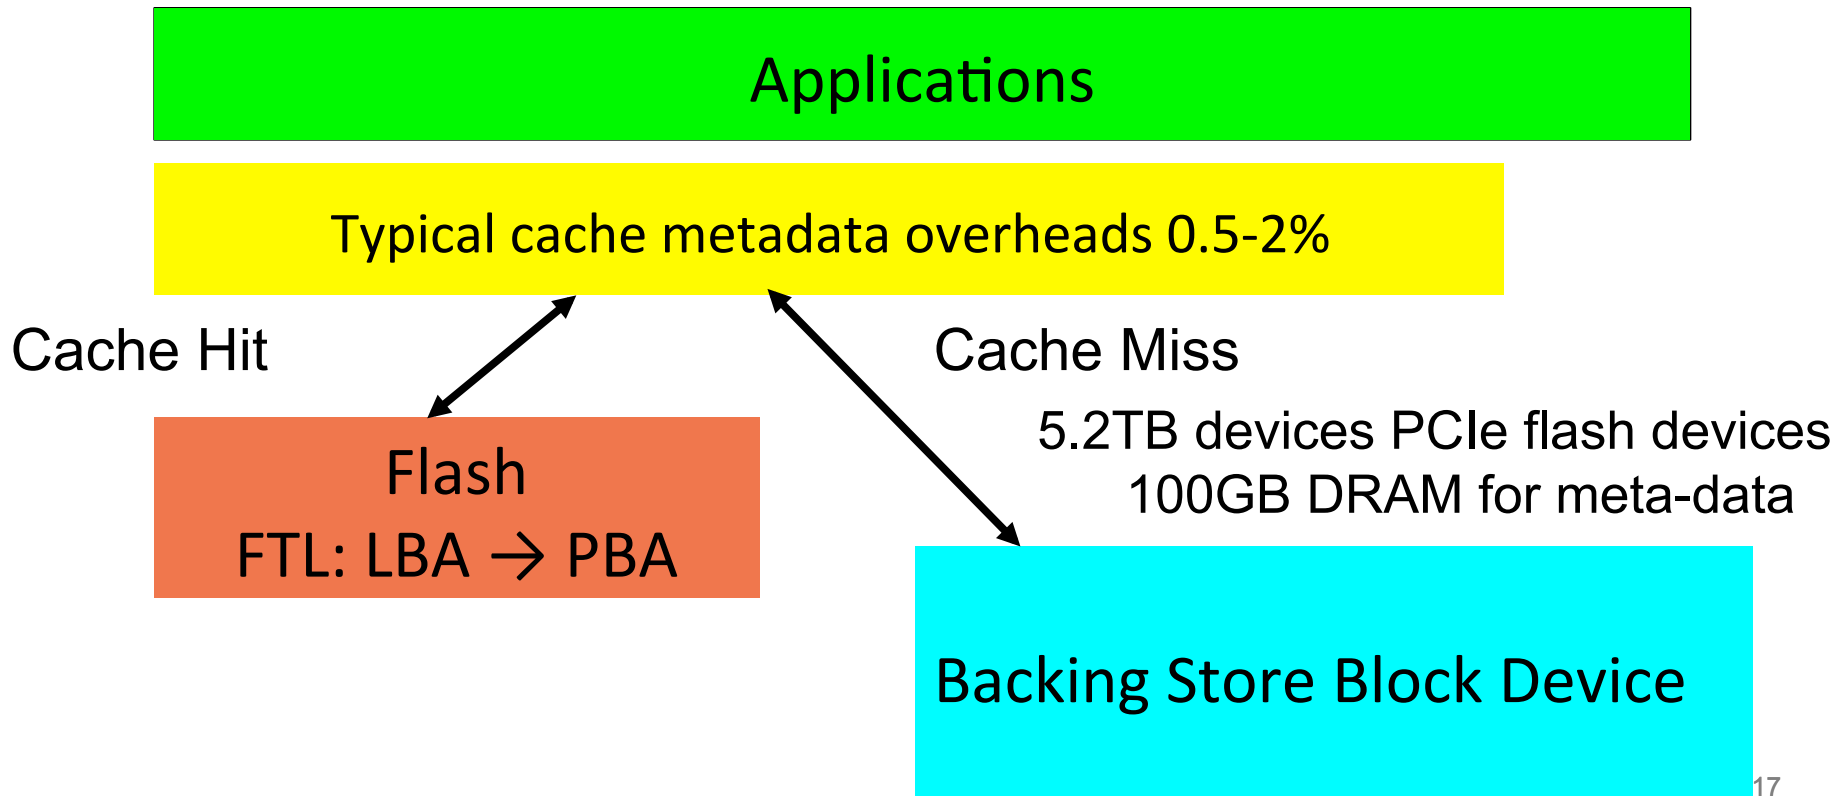 Applications
Typical cache metadata overheads 0.5-2%
Cache Hit
Cache Miss
5.2TB devices PCIe flash devices
100GB DRAM for meta-data
Flash
FTL: LBA → PBA
Backing Store Block Device
17